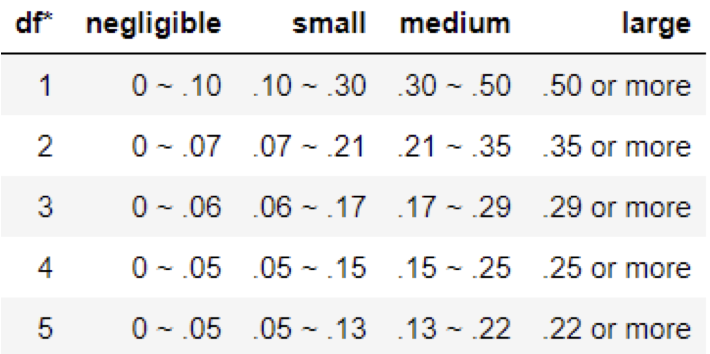 df* negligible small medium large
1 0 ~ .10 .10 ~ .30 .30 ~ .50 .50 or more
2 0 ~ .07 .07 ~ .21 .21 ~ .35 .35 or more
3 0 ~ .06 .06 ~ .17 .17 ~ .29 .29 or more
4 0 ~ .05 .05 ~ .15 .15 ~ .25 .25 or more
5 0 ~ .05 .05 ~ .13 .13 ~ .22 .22 or more